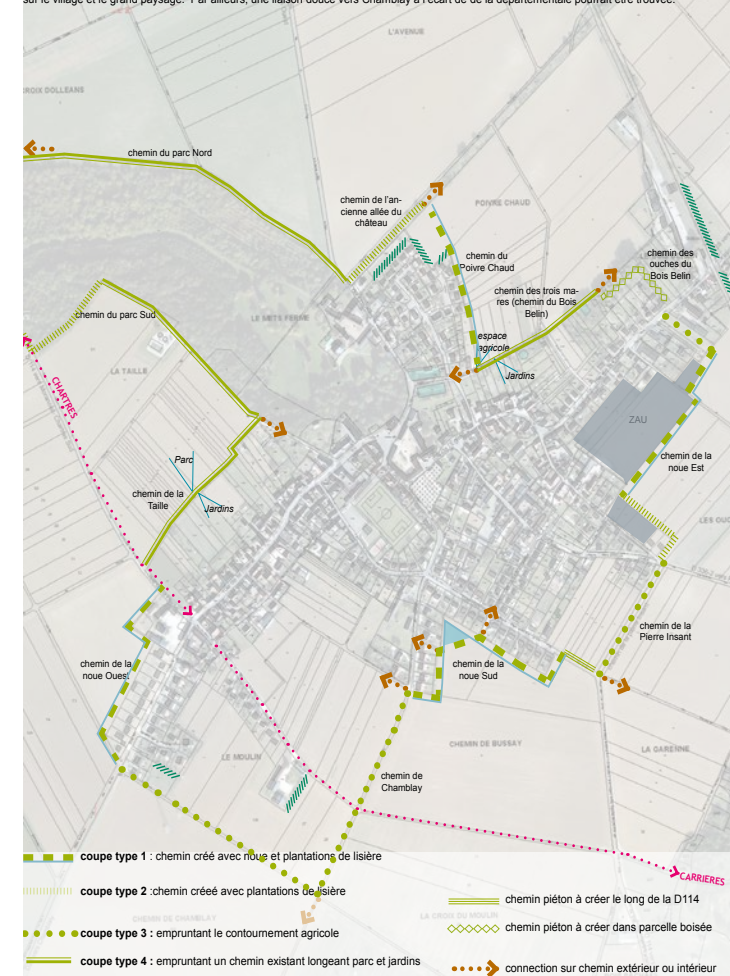 sur le village et le grand paysage. Par ailleurs, une liaison douce vers Chamblay à l'écart de de la départementale pourrait être trouvée.
L'AVENUE
CROIX DOLLEANS
chemin du parc Nord
chemin de l'an-
cienne allée du
château
POIVRE CHAUD
chemin du
Poivre Chaud
chemin des
ouches du
Bois Belin
chemin des trois ma-
res (chemin du Bois
Belin)
chemin du parc Sud
LE METS FERME
espace
agricole
Jardins
LA TAILLE
CHARTRES
ZAU
Parc
chemin de la
noue Est
chemin de la
Taille
Jardins
LES OUC
chemin de la
Pierre Insant
chemin de la
noue Ouest
chemin de la
noue Sud
CHEMIN DE BUSSAY
LA GARENNE
LE MOULIN
chemin de
Chamblay
coupe type 1 : chemin créé avec noue et plantations de lisière
CARRIERES
coupe type 2 :chemin crééé avec plantations de lisière
chemin piéton à créer le long de la D114
CHEMIN DE CHAMBLAY
LA CROIX DU MOULIN
coupe type 3 : empruntant le contournement agricole
chemin piéton à créer dans parcelle boisée
coupe type 4 : empruntant un chemin existant longeant parc et jardins
connection sur chemin extérieur ou intérieur